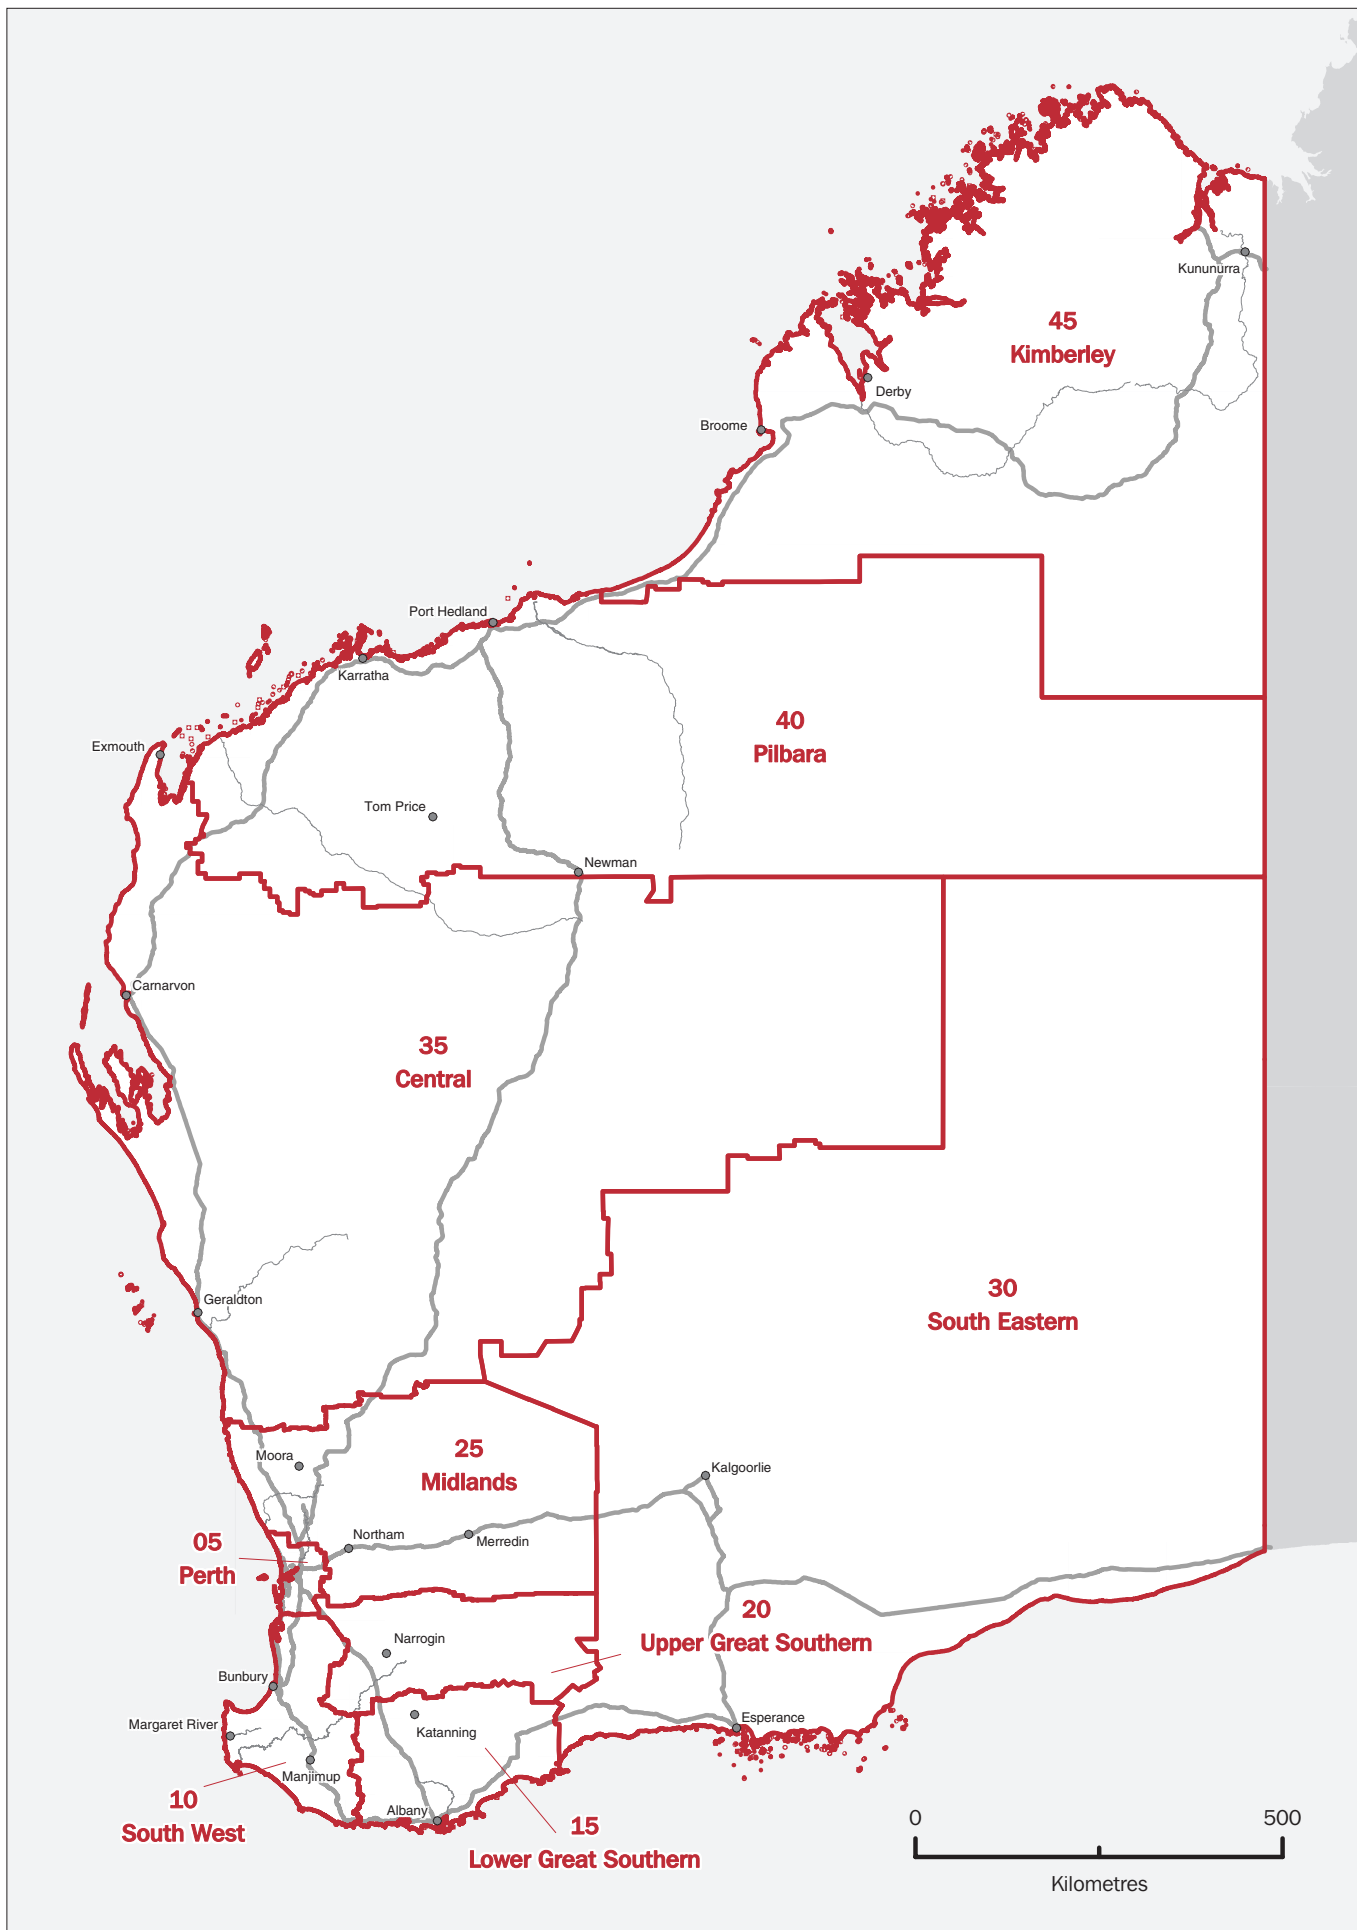 Kununurra
45
Kimberley
Derby
Broome
Port Hedland
Karratha
40
Pilbara
Exmouth
Tom Price
Newman
Carnarvon
35
Central
30
South Eastern
Geraldton
25
Midlands
Moora
Kalgoorlie
05
Perth
Northam
Merredin
20
Upper Great Southern
Narrogin
Bunbury
Margaret River
Katanning
Esperance
Manjimup
10
South West
Albany
15
Lower Great Southern
0 500
Kilometres